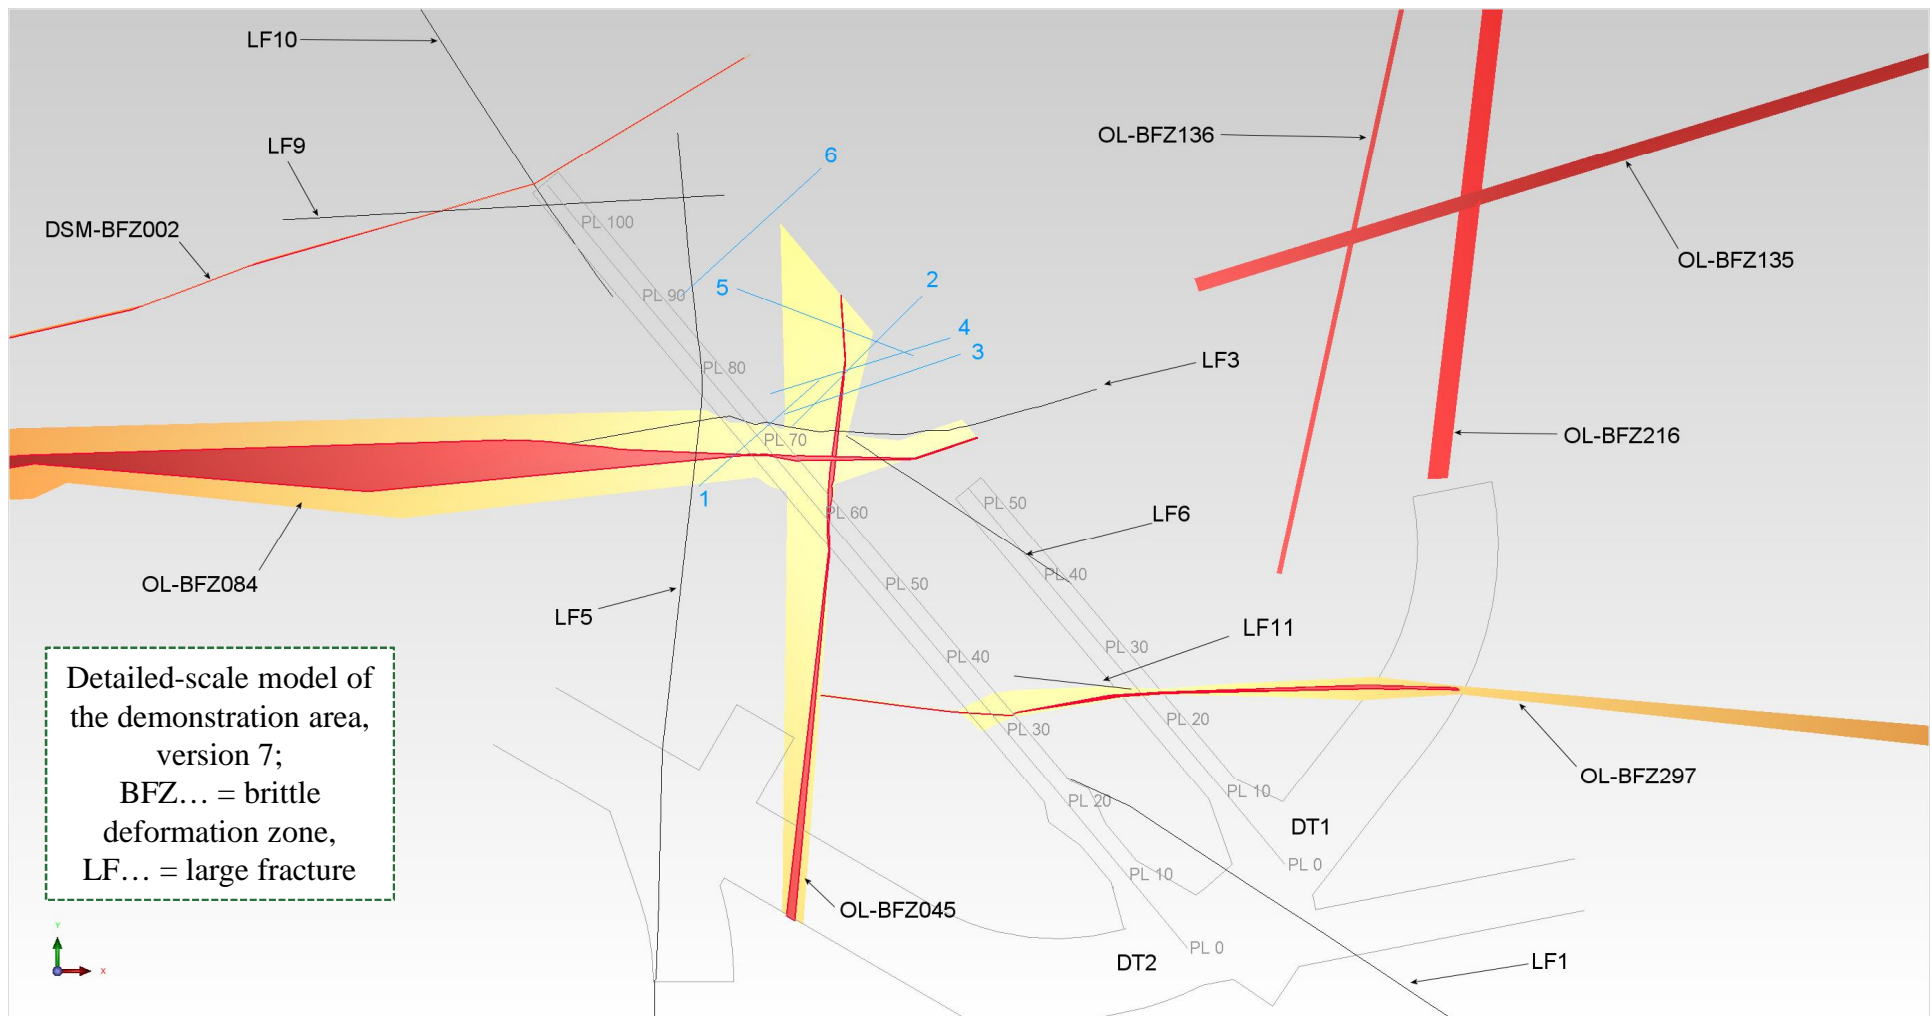 LF10
LF9
DSM-BFZ002
6
5
2
4
3
1
LF3
OL-BFZ136
OL-BFZ135
OL-BFZ216
PL 100
PL 90
PL 80
PL 70
PL 60
PL 50
PL 40
PL 30
PL 20
PL 10
PL 0
DT2
PL 50
PL 40
PL 30
PL 20
PL 10
PL 0
DT1
LF6
LF11
OL-BFZ084
LF5
OL-BFZ297
OL-BFZ045
LF1
Detailed-scale model of
the demonstration area,
version 7;
BFZ… = brittle
deformation zone,
LF… = large fracture
Y
X